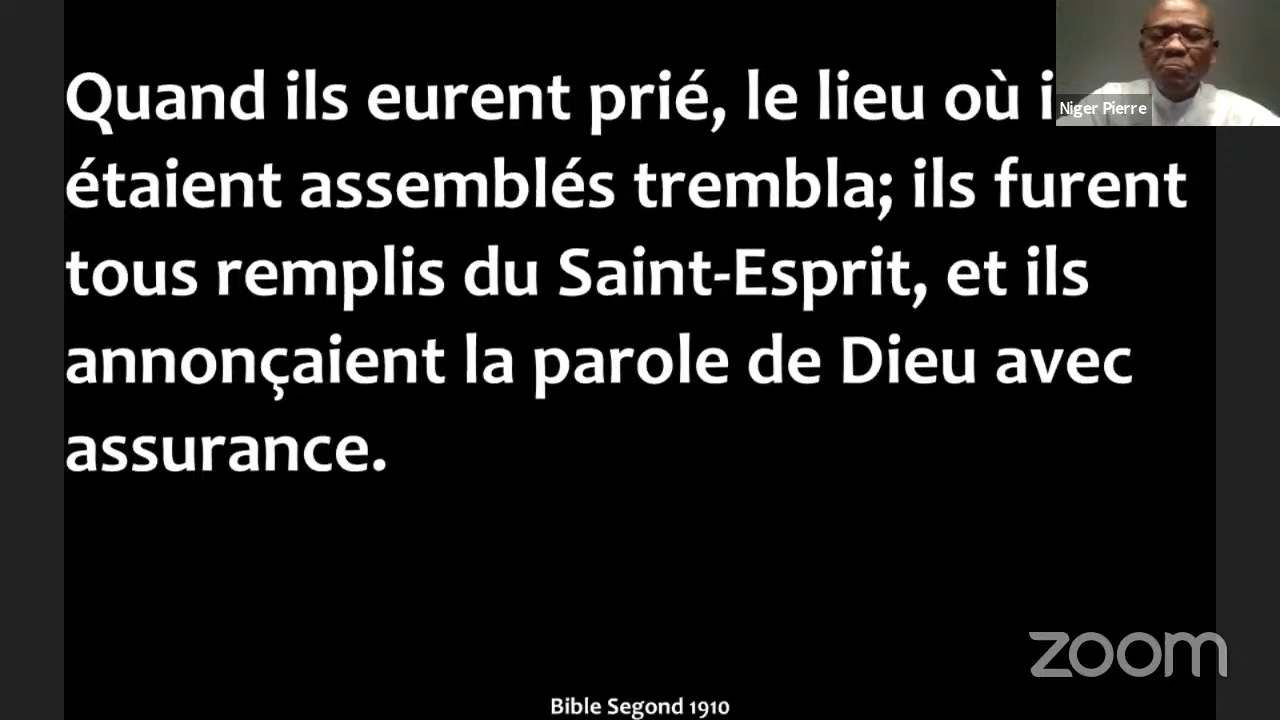 Quand ils eurent prié, le lieu où
étaient assemblés trembla; ils furent
tous remplis du Saint-Esprit, et ils
annonçaient la parole de Dieu avec
assurance.
Niger Pierre
zoom
Bible Segond 1910